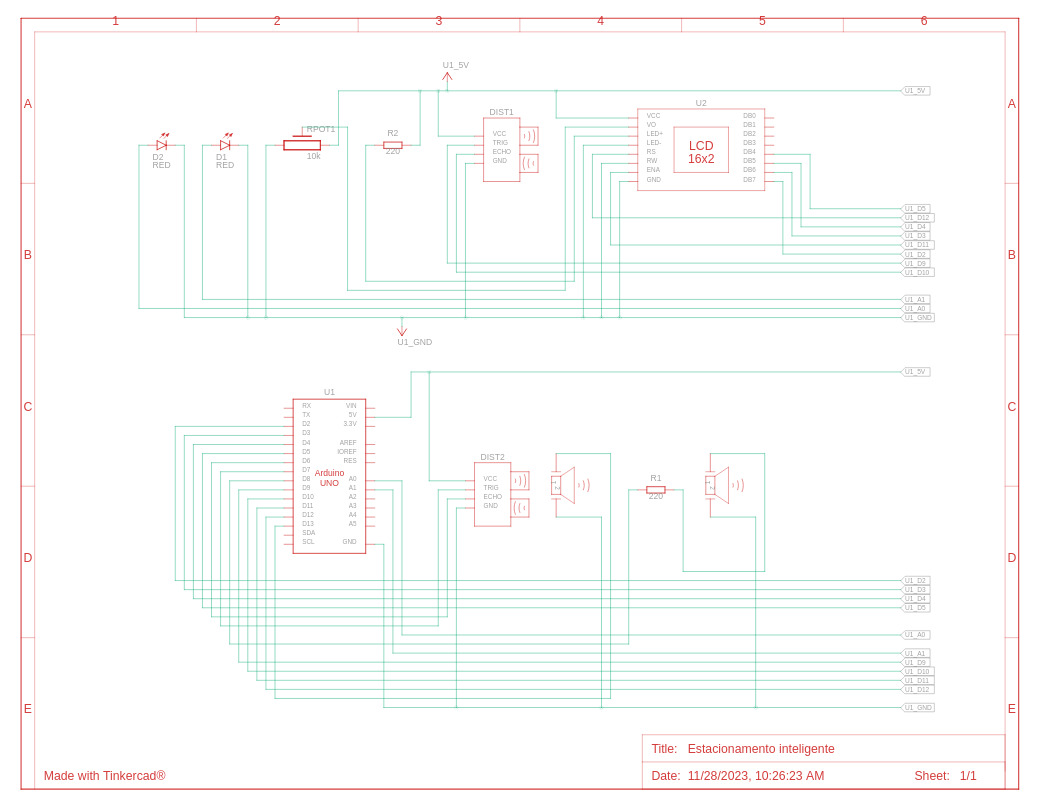 1 2 3 4 5 6
A A
U1_5V
U1_5V
DIST1
VCC
TRIG
ECHO
GND
U2
VCC
VO
LED+
LED-
RS
RW
ENA
GND
LCD
16x2
DB0
DB1
DB2
DB3
DB4
DB5
DB6
DB7
D2
RED
D1
RED
RPOT1
10k
R2
220
B B
U1_D5
U1_D12
U1_D4
U1_D3
U1_D11
U1_D2
U1_D9
U1_D10
U1_A1
U1_A0
U1_GND
U1_GND
C C
U1_5V
U1
RX
TX
D2
D3
D4
D5
D6
D7
D8
D9
D10
D11
D12
D13
SDA
SCL
Arduino
UNO
VIN
5V
3.3V
AREF
IOREF
RES
A0
A1
A2
A3
A4
A5
GND
DIST2
VCC
TRIG
ECHO
GND
1
2
R1
220
1
2
D D
U1_D2
U1_D3
U1_D4
U1_D5
U1_A0
U1_A1
U1_D9
U1_D10
U1_D11
U1_D12
U1_GND
E E
Title: Estacionamento inteligente
Made with Tinkercad®
Date: 11/28/2023, 10:26:23 AM Sheet: 1/1